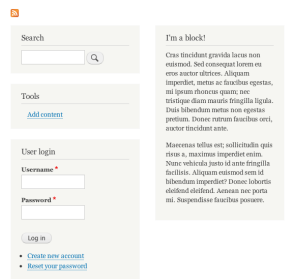 Search
Tools
Add content
User login
Username *
Password *
Log in
Create new account
Reset your password
I'm a block!
Cras tincidunt gravida lacus non
euismod. Sed consequat lorem eu
eros auctor ultrices. Aliquam
imperdiet, metus ac faucibus egestas,
mi ipsum rhoncus quam; nec
tristique diam mauris fringilla ligula.
Duis bibendum metus non egestas
pretium. Donec rutrum faucibus orci,
auctor tincidunt ante.
Maecenas tellus est; sollicitudin quis
risus a, maximus imperdiet enim.
Nunc vehicula justo id ante fringilla
facilisis. Aliquam euismod sem id
bibendum imperdiet? Donec lobortis
eleifend eleifend. Aenean nec porta
mi. Suspendisse faucibus posuere.